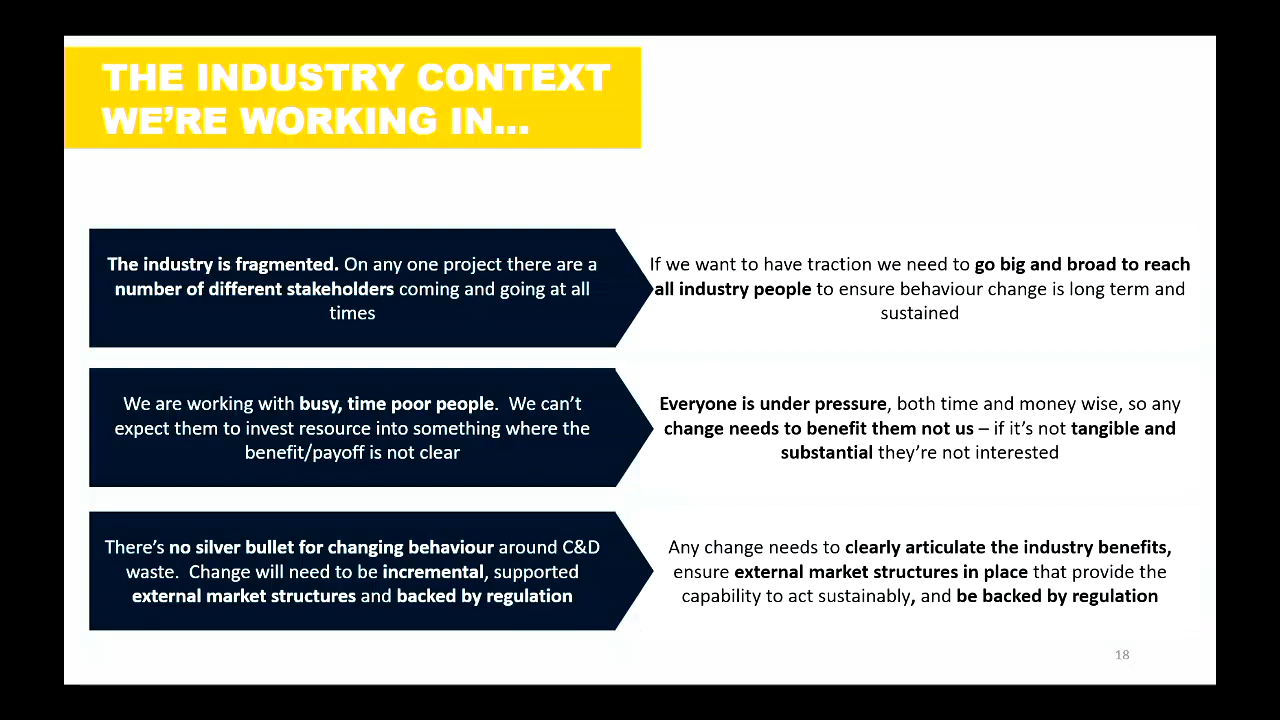 THE INDUSTRY CONTEXT
WE'RE WORKING IN...
The industry is fragmented. On any one project there are a
number of different stakeholders coming and going at all
times
If we want to have traction we need to go big and broad to reach
all industry people to ensure behaviour change is long term and
sustained
We are working with busy, time poor people.  We can't
expect them to invest resource into something where the
benefit/payoff is not clear
Everyone is under pressure, both time and money wise, so any
change needs to benefit them not us – if it's not tangible and
substantial they're not interested
There's no silver bullet for changing behaviour around C&D
waste.  Change will need to be incremental, supported
external market structures and backed by regulation
Any change needs to clearly articulate the industry benefits,
ensure external market structures in place that provide the
capability to act sustainably, and be backed by regulation
18